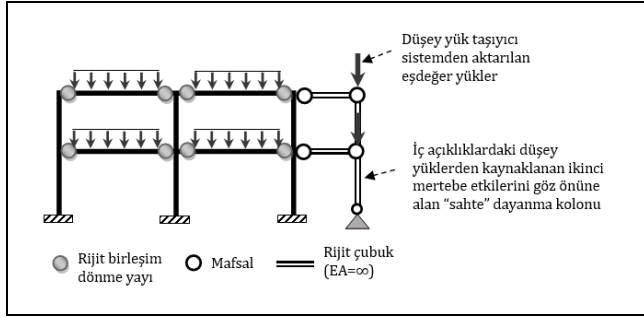 Düşey yük taşıyıcı
sistemden aktarılan
eşdeğer yükler
İç açıklıklardaki düşey
yüklerden kaynaklanan ikinci
mertebe etkilerini göz önüne
alan “sahte” dayanma kolonu
Rijit birleşim
dönme yayı
Mafsal
Rijit çubuk
(EA=∞)